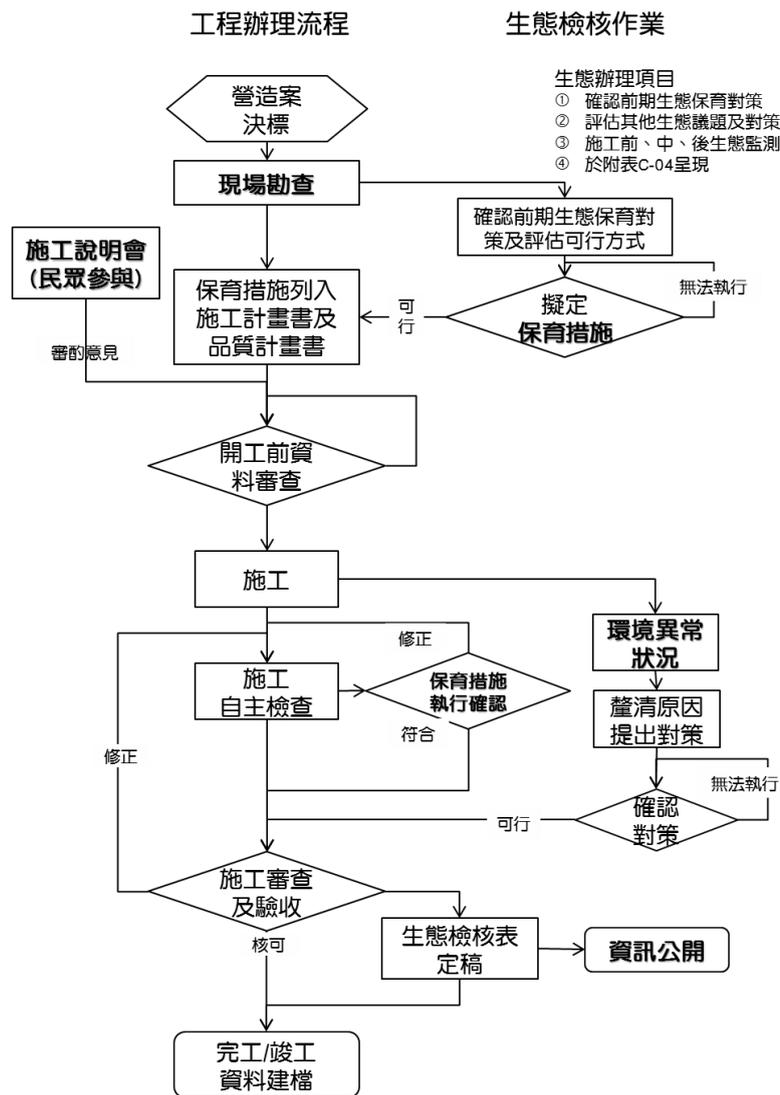 工程辦理流程
生態檢核作業
生態辦理項目
① 確認前期生態保育對策
② 評估其他生態議題及對策
③ 施工前、中、後生態監測
④ 於附表C-04呈現
營造案
決標
現場勘查
確認前期生態保育對
策及評估可行方式
施工說明會
(民眾參與)
保育措施列入
施工計畫書及
品質計畫書
可
行
擬定
保育措施
無法執行
審酌意見
開工前資
料審查
施工
環境異常
狀況
修正
施工
自主檢查
保育措施
執行確認
釐清原因
提出對策
符合
修正
無法執行
確認
對策
可行
施工審查
及驗收
核可
生態檢核表
定稿
資訊公開
完工/竣工
資料建檔